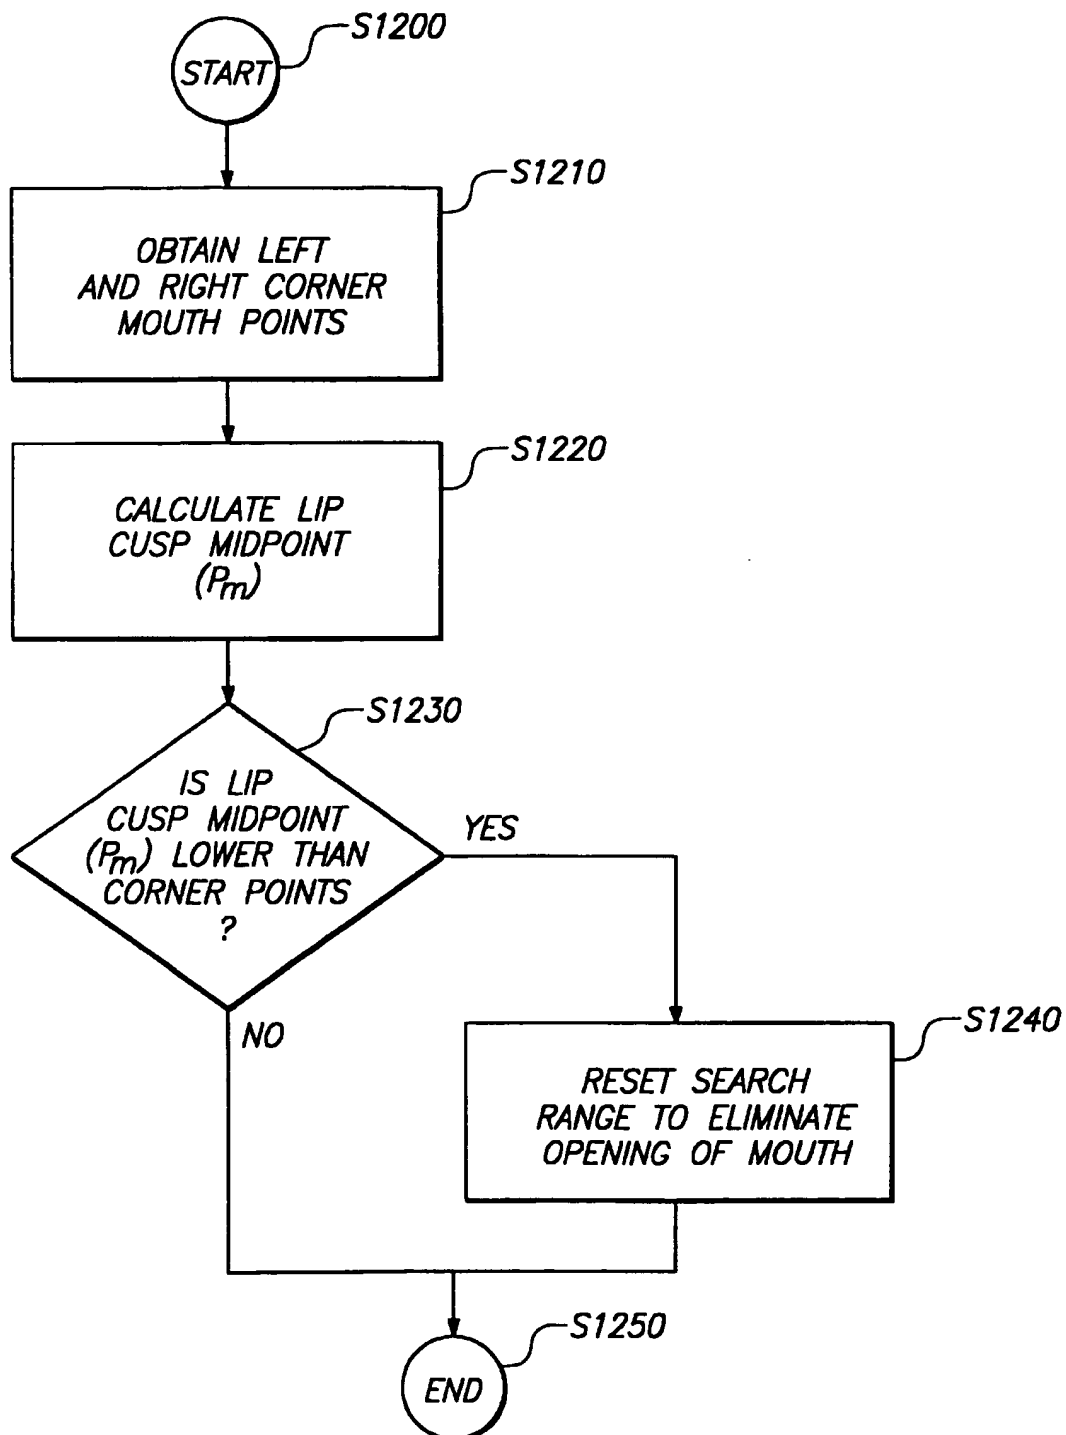 S1200
START
S1210
OBTAIN LEFT
AND RIGHT CORNER
MOUTH POINTS
S1220
CALCULATE LIP
CUSP MIDPOINT
(Pm)
S1230
IS LIP
CUSP MIDPOINT
(Pm) LOWER THAN
CORNER POINTS
?
YES
NO
S1240
RESET SEARCH
RANGE TO ELIMINATE
OPENING OF MOUTH
S1250
END